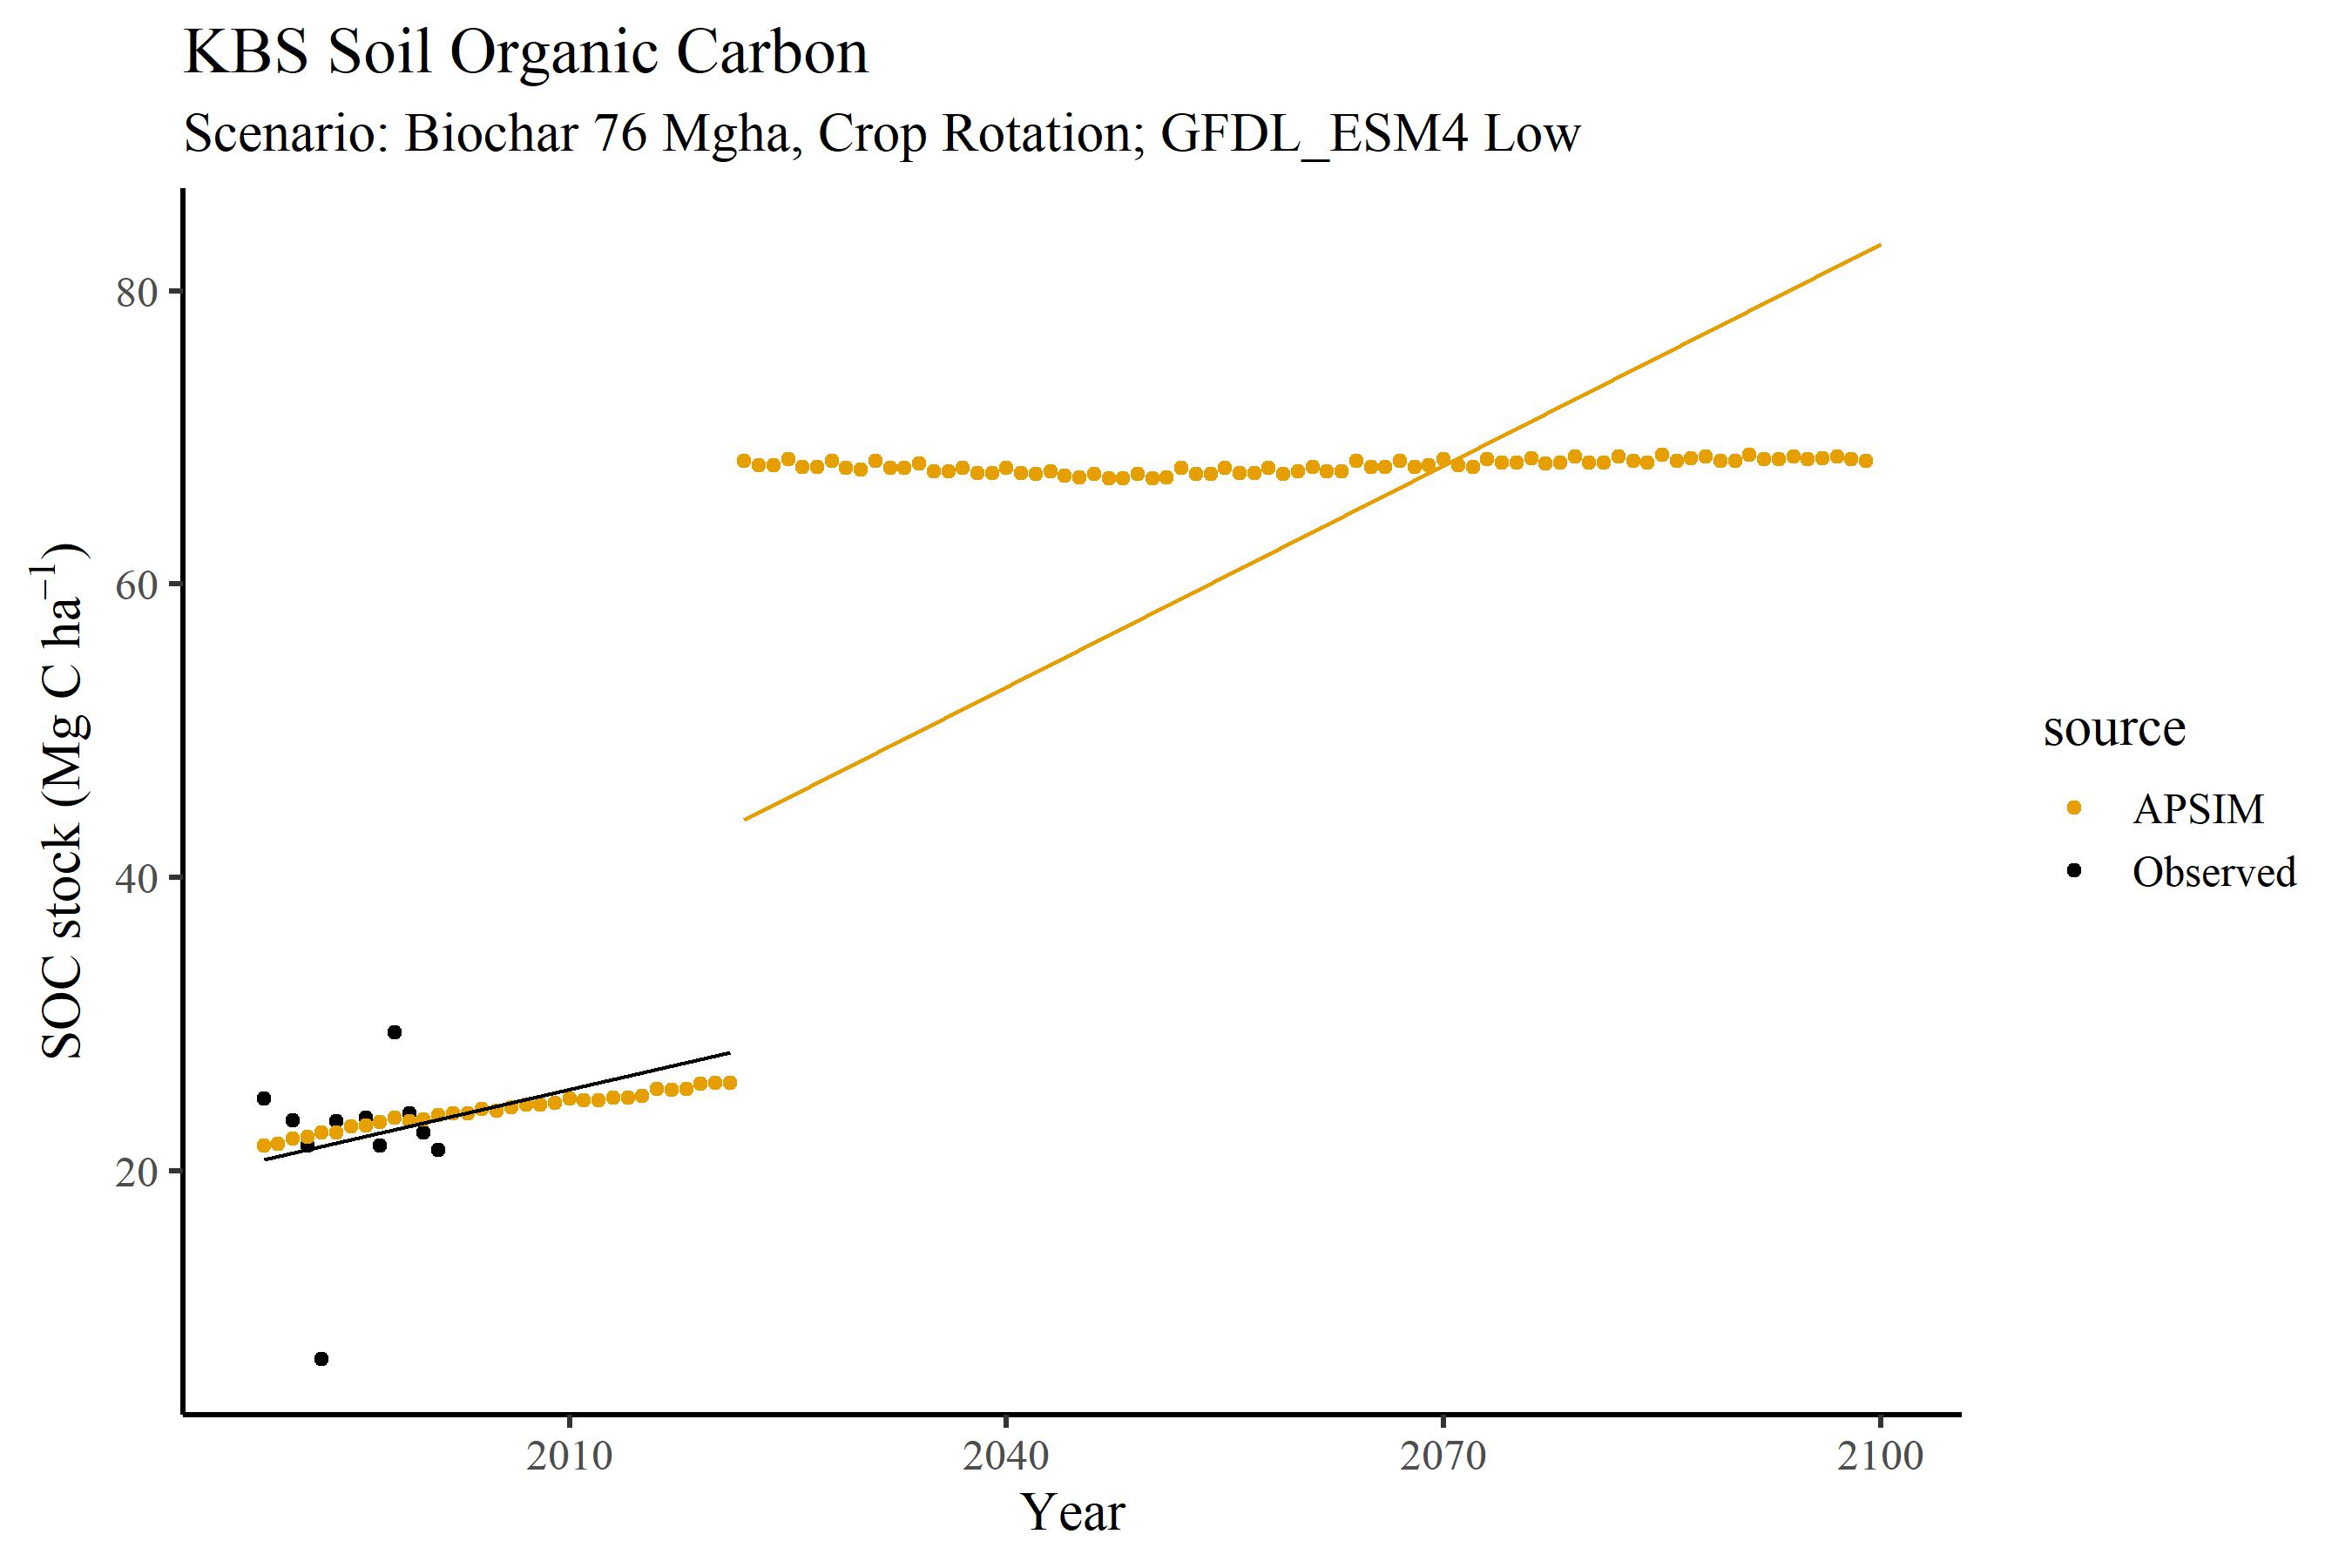 KBS Soil Organic Carbon
Scenario: Biochar 76 Mgha, Crop Rotation; GFDL_ESM4 Low
SOC stock (Mg C ha⁻¹)
80
60
40
20
2010
2040
2070
2100
Year
source
APSIM
Observed